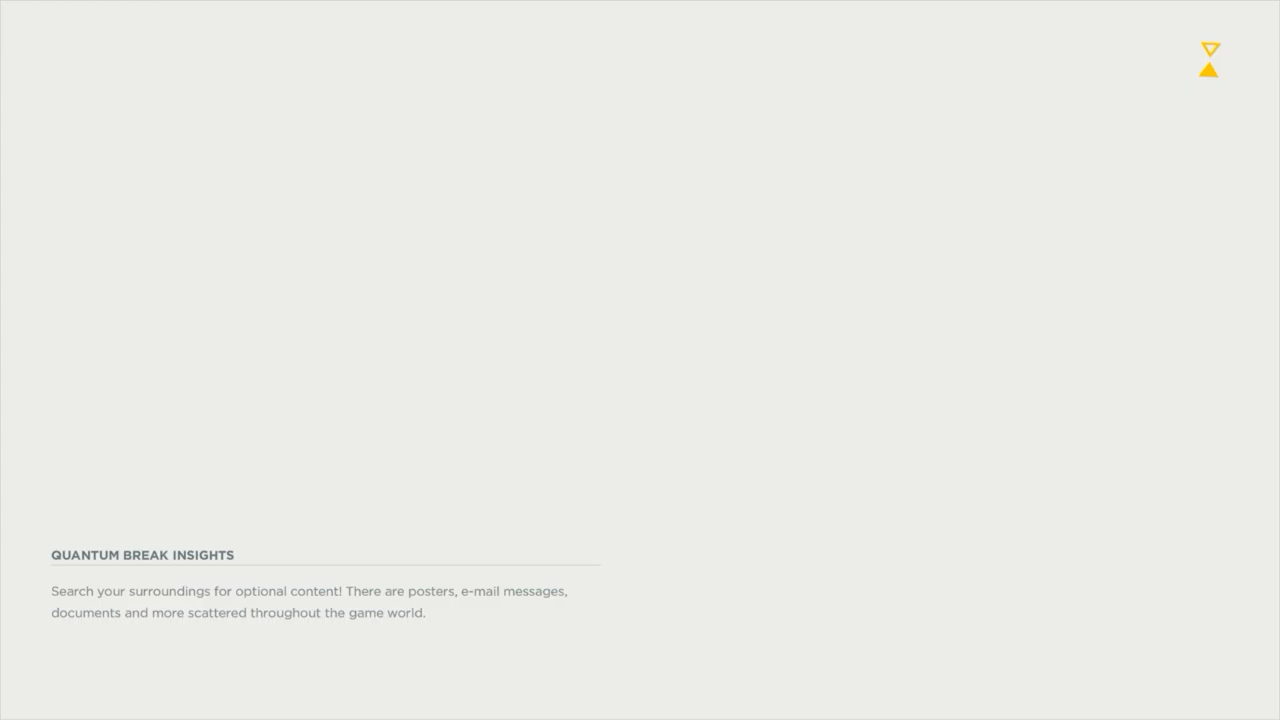 QUANTUM BREAK INSIGHTS
Search your surroundings for optional content! There are posters, e-mail messages,
documents and more scattered throughout the game world.